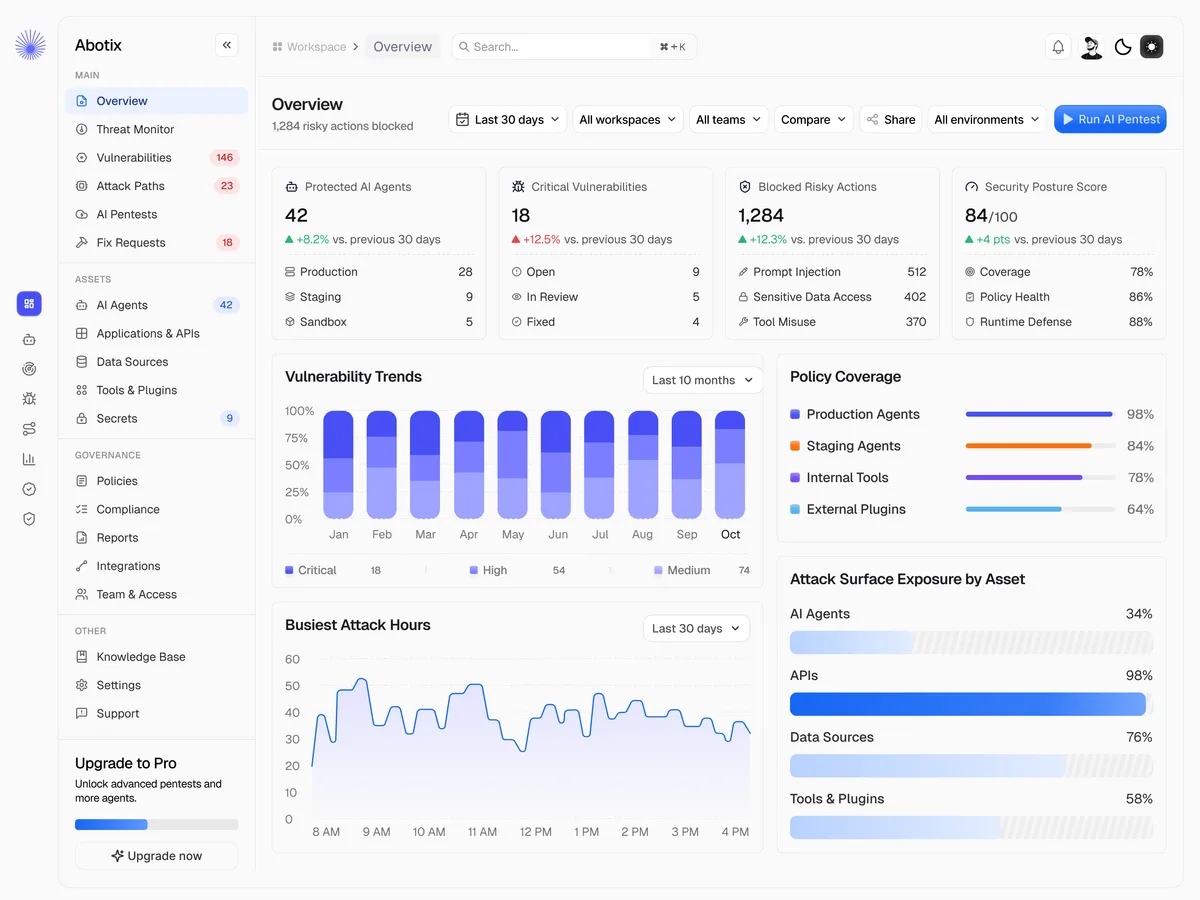 Abotix
MAIN
Overview
Threat Monitor
Vulnerabilities 146
Attack Paths 23
AI Pentests
Fix Requests 18
ASSETS
AI Agents 42
Applications & APIs
Data Sources
Tools & Plugins
Secrets 9
GOVERNANCE
Policies
Compliance
Reports
Integrations
Team & Access
OTHER
Knowledge Base
Settings
Support
Upgrade to Pro
Unlock advanced pentests and
more agents.
Upgrade now
Workspace > Overview
Search... ⌘+K
Overview
1,284 risky actions blocked
Last 30 days
All workspaces
All teams
Compare
Share
All environments
Run AI Pentest
Protected AI Agents
42
+8.2% vs. previous 30 days
Production 28
Staging 9
Sandbox 5
Critical Vulnerabilities
18
+12.5% vs. previous 30 days
Open 9
In Review 5
Fixed 4
Blocked Risky Actions
1,284
+12.3% vs. previous 30 days
Prompt Injection 512
Sensitive Data Access 402
Tool Misuse 370
Security Posture Score
84/100
+4 pts vs. previous 30 days
Coverage 78%
Policy Health 86%
Runtime Defense 88%
Vulnerability Trends
Last 10 months
100%
75%
50%
25%
0%
Jan Feb Mar Apr May Jun Jul Aug Sep Oct
Critical 18 High 54 Medium 74
Policy Coverage
Production Agents 98%
Staging Agents 84%
Internal Tools 78%
External Plugins 64%
Busiest Attack Hours
Last 30 days
60
50
40
30
20
10
0
8 AM 9 AM 10 AM 11 AM 12 PM 1 PM 2 PM 3 PM 4 PM
Attack Surface Exposure by Asset
AI Agents 34%
APIs 98%
Data Sources 76%
Tools & Plugins 58%